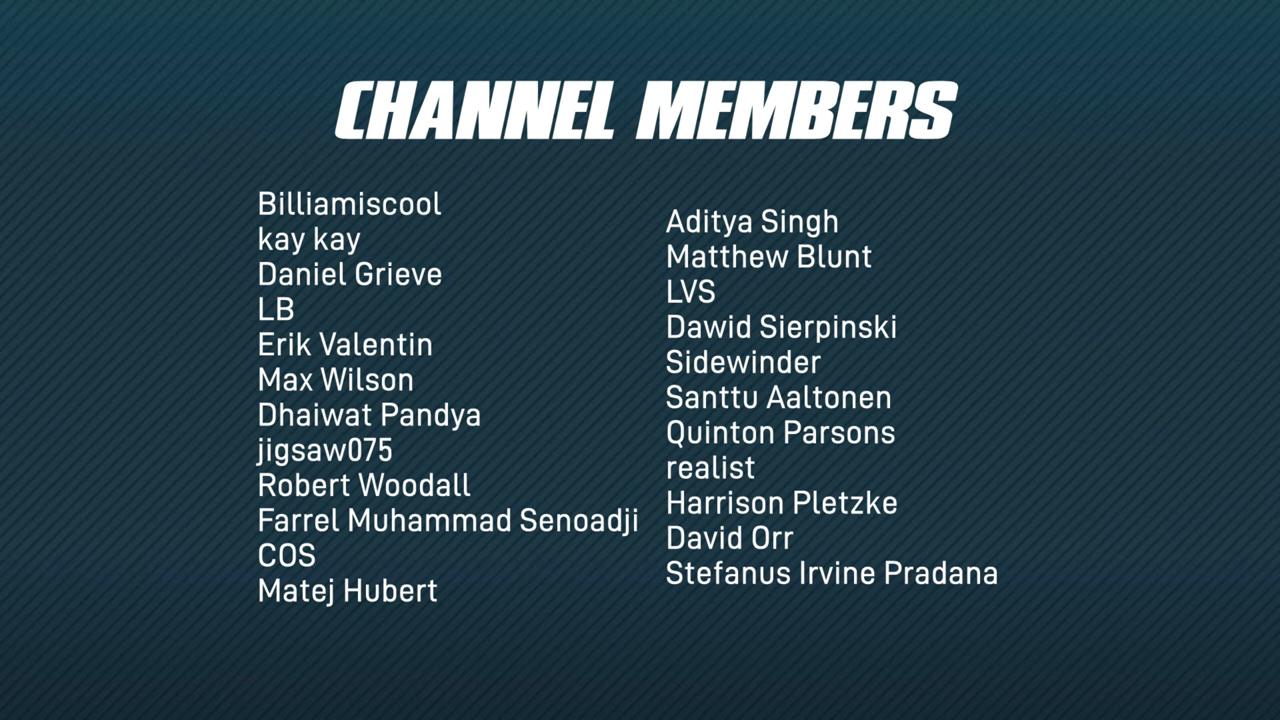 CHANNEL MEMBERS
Billiamiscool
kay kay
Daniel Grieve
LB
Erik Valentin
Max Wilson
Dhaiwat Pandya
jigsaw075
Robert Woodall
Farrel Muhammad Senoadji
COS
Matej Hubert
Aditya Singh
Matthew Blunt
LVS
Dawid Sierpinski
Sidewinder
Santtu Aaltonen
Quinton Parsons
realist
Harrison Pletzke
David Orr
Stefanus Irvine Pradana